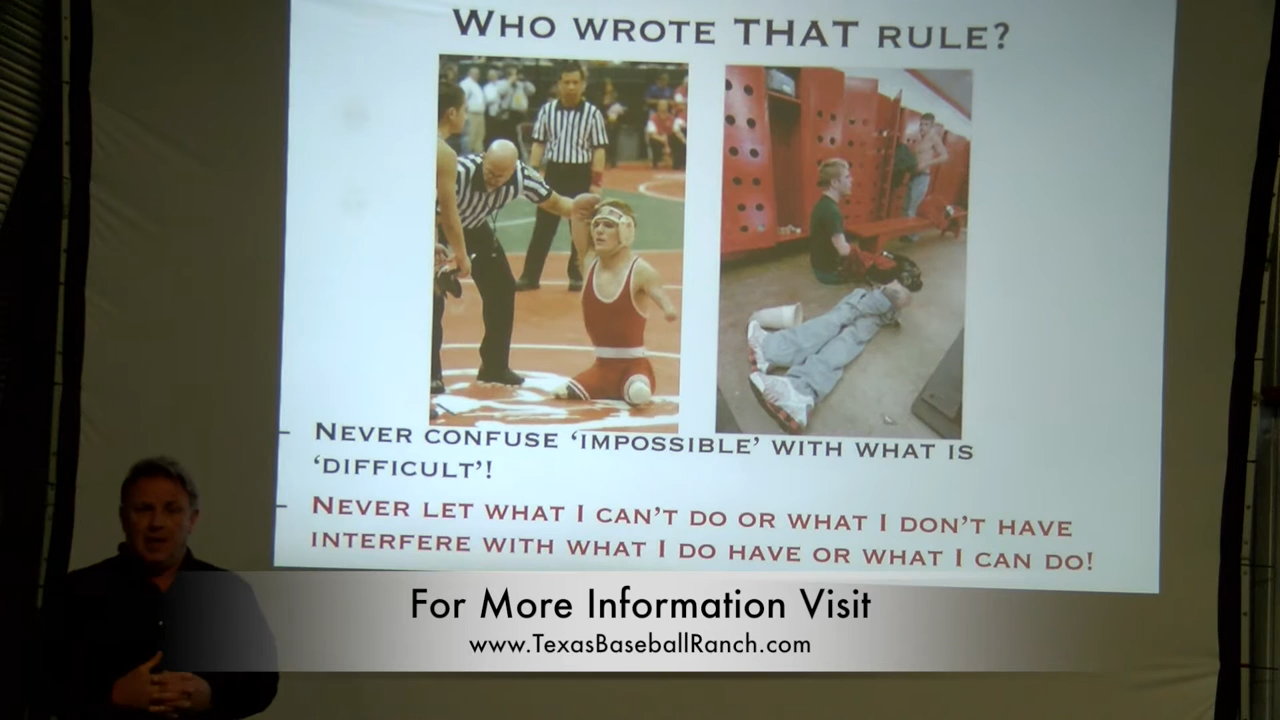 WHO WROTE THAT RULE?
- NEVER CONFUSE ‘IMPOSSIBLE’ WITH WHAT IS
‘DIFFICULT’!
- NEVER LET WHAT I CAN’T DO OR WHAT I DON’T HAVE
INTERFERE WITH WHAT I DO HAVE OR WHAT I CAN DO!
For More Information Visit
www.TexasBaseballRanch.com